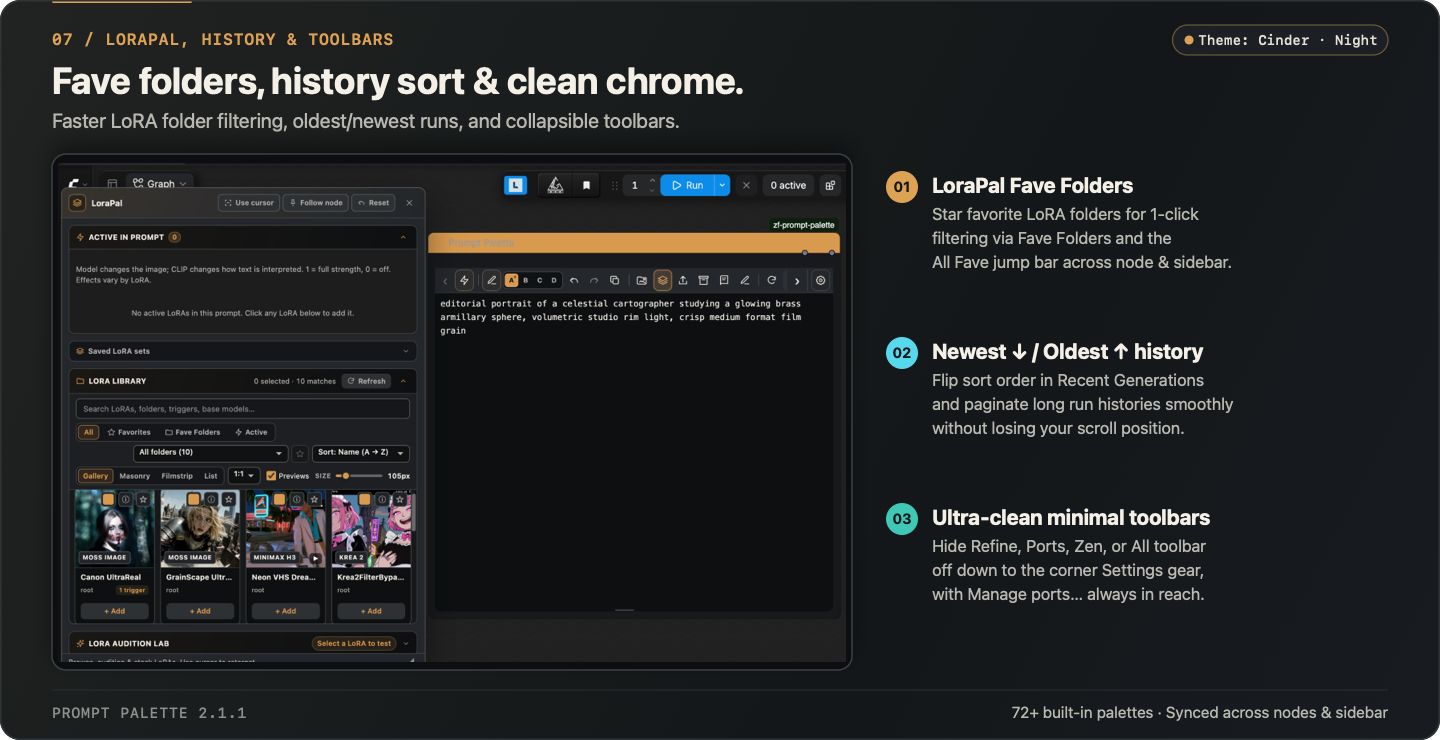 07 / LORAPAL, HISTORY & TOOLBARS
Theme: Cinder · Night
Fave folders, history sort & clean chrome.
Faster LoRA folder filtering, oldest/newest runs, and collapsible toolbars.
Graph
L
1
Run
0 active
LoraPal
Use cursor
Follow node
Reset
zf-prompt-palette
Prompt Palette
ACTIVE IN PROMPT 0
Model changes the image; CLIP changes how text is interpreted. 1 = full strength, 0 = off.
Effects vary by LoRA.
No active LoRAs in this prompt. Click any LoRA below to add it.
Saved LoRA sets
LORA LIBRARY
0 selected · 10 matches
Refresh
Search LoRAs, folders, triggers, base models...
All
Favorites
Fave Folders
Active
All folders (10)
Sort: Name (A → Z)
Gallery
Masonry
Filmstrip
List
1:1
Previews
SIZE
105px
MOSS IMAGE
MOSS IMAGE
MINIMAX H3
KREA 2
Canon UltraReal
GrainScape Ultr...
Neon VHS Drea...
Krea2FilterBypa...
root
1 trigger
root
root
root
+ Add
+ Add
+ Add
+ Add
LORA AUDITION LAB
Select a LoRA to test
A B C D
editorial portrait of a celestial cartographer studying a glowing brass
armillary sphere, volumetric studio rim light, crisp medium format film
grain
01
LoraPal Fave Folders
Star favorite LoRA folders for 1-click
filtering via Fave Folders and the
All Fave jump bar across node & sidebar.
02
Newest ↓ / Oldest ↑ history
Flip sort order in Recent Generations
and paginate long run histories smoothly
without losing your scroll position.
03
Ultra-clean minimal toolbars
Hide Refine, Ports, Zen, or All toolbar
off down to the corner Settings gear,
with Manage ports... always in reach.
PROMPT PALETTE 2.1.1
72+ built-in palettes · Synced across nodes & sidebar